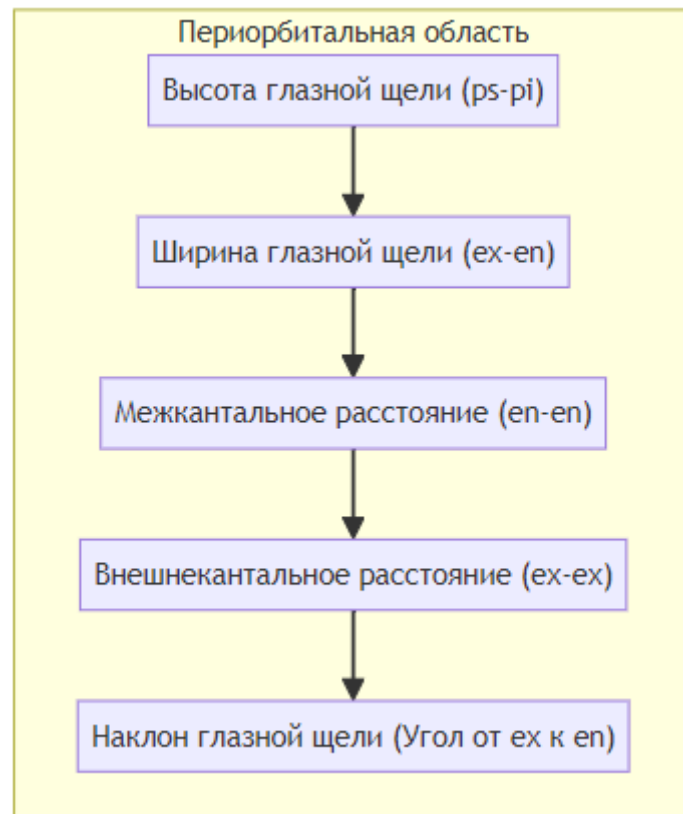 Периорбитальная область
Высота глазной щели (ps-pi)
Ширина глазной щели (ex-en)
Межкантальное расстояние (en-en)
Внешнекантальное расстояние (ex-ex)
Наклон глазной щели (Угол от ex к en)